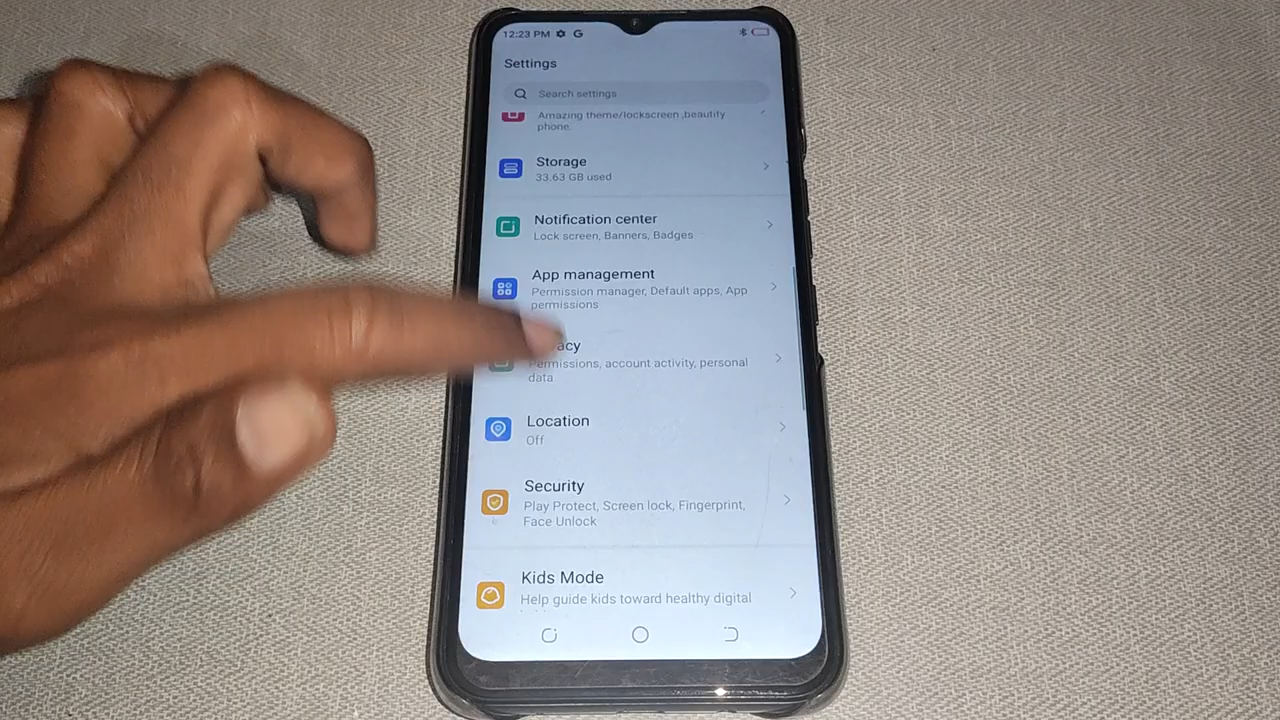 12:23 PM
Settings
Search settings
Amazing theme/lockscreen ,beautify
phone.
Storage
33.63 GB used
Notification center
Lock screen, Banners, Badges
App management
Permission manager, Default apps, App
permissions
acy
Permissions, account activity, personal
data
Location
Off
Security
Play Protect, Screen lock, Fingerprint,
Face Unlock
Kids Mode
Help guide kids toward healthy digital